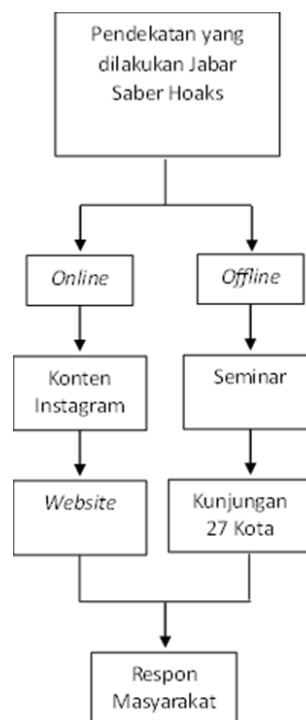 Pendekatan yang
dilakukan Jabar
Saber Hoaks
Online
Offline
Konten
Instagram
Seminar
Website
Kunjungan
27 Kota
Respon
Masyarakat